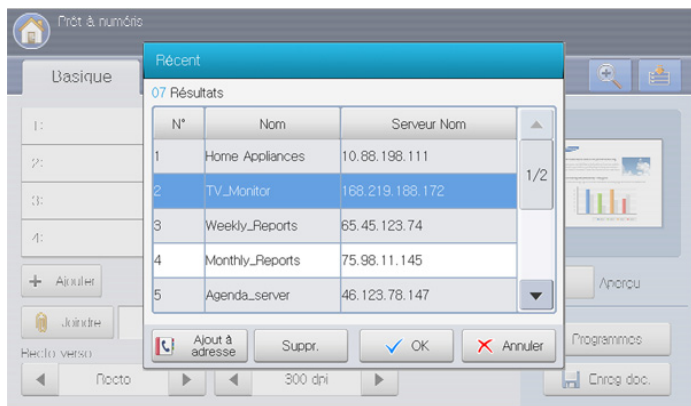 Prêt à numéris
Basique
Récent
07 Résultats
N° Nom Serveur Nom
1 Home Appliances 10.88.198.111
2 TV_Monitor 168.219.188.172
3 Weekly_Reports 65.45.123.74
4 Monthly_Reports 75.98.11.145
5 Agenda_server 46.123.78.147
1/2
1:
2:
3:
4:
Ajouter
Aperçu
Joindre
Ajout à adresse
Suppr.
OK
Annuler
Programmes
Recto verso
Recto
300 dpi
Enreg doc.